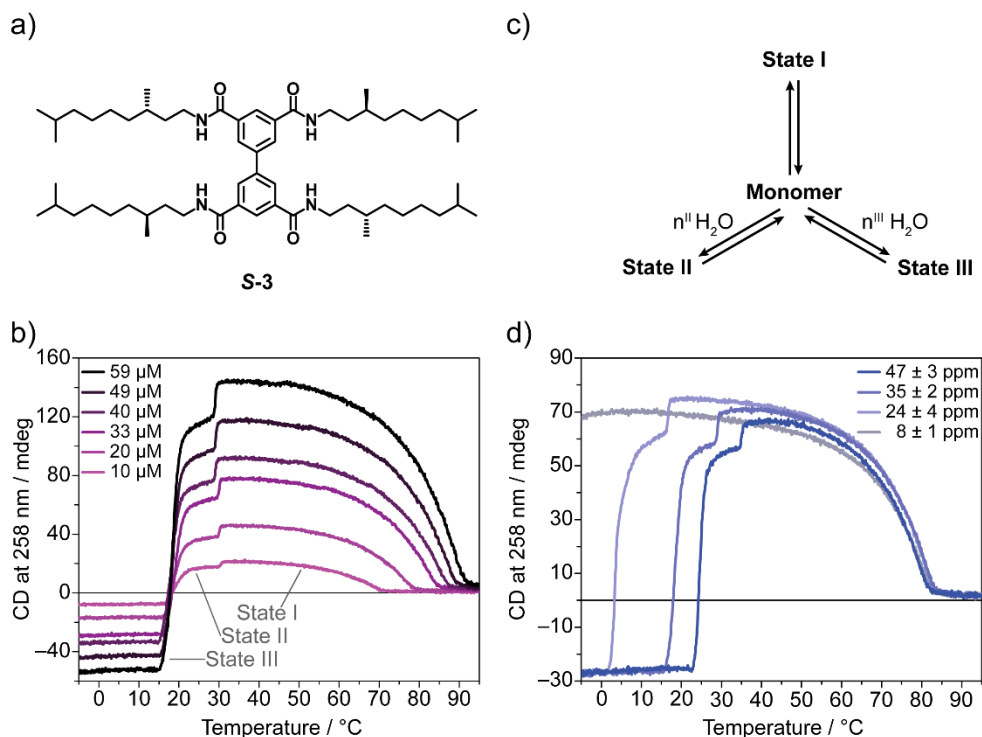 a)
O
O
N
H
N
H
H
N
H
N
O
O
S-3
c)
State I
Monomer
nᴵᴵ H₂O
nᴵᴵᴵ H₂O
State II
State III
b)
CD at 258 nm / mdeg
160
120
80
40
0
−40
59 µM
49 µM
40 µM
33 µM
20 µM
10 µM
State I
State II
State III
0 10 20 30 40 50 60 70 80 90
Temperature / °C
d)
CD at 258 nm / mdeg
90
70
50
30
10
−10
−30
47 ± 3 ppm
35 ± 2 ppm
24 ± 4 ppm
8 ± 1 ppm
0 10 20 30 40 50 60 70 80 90
Temperature / °C